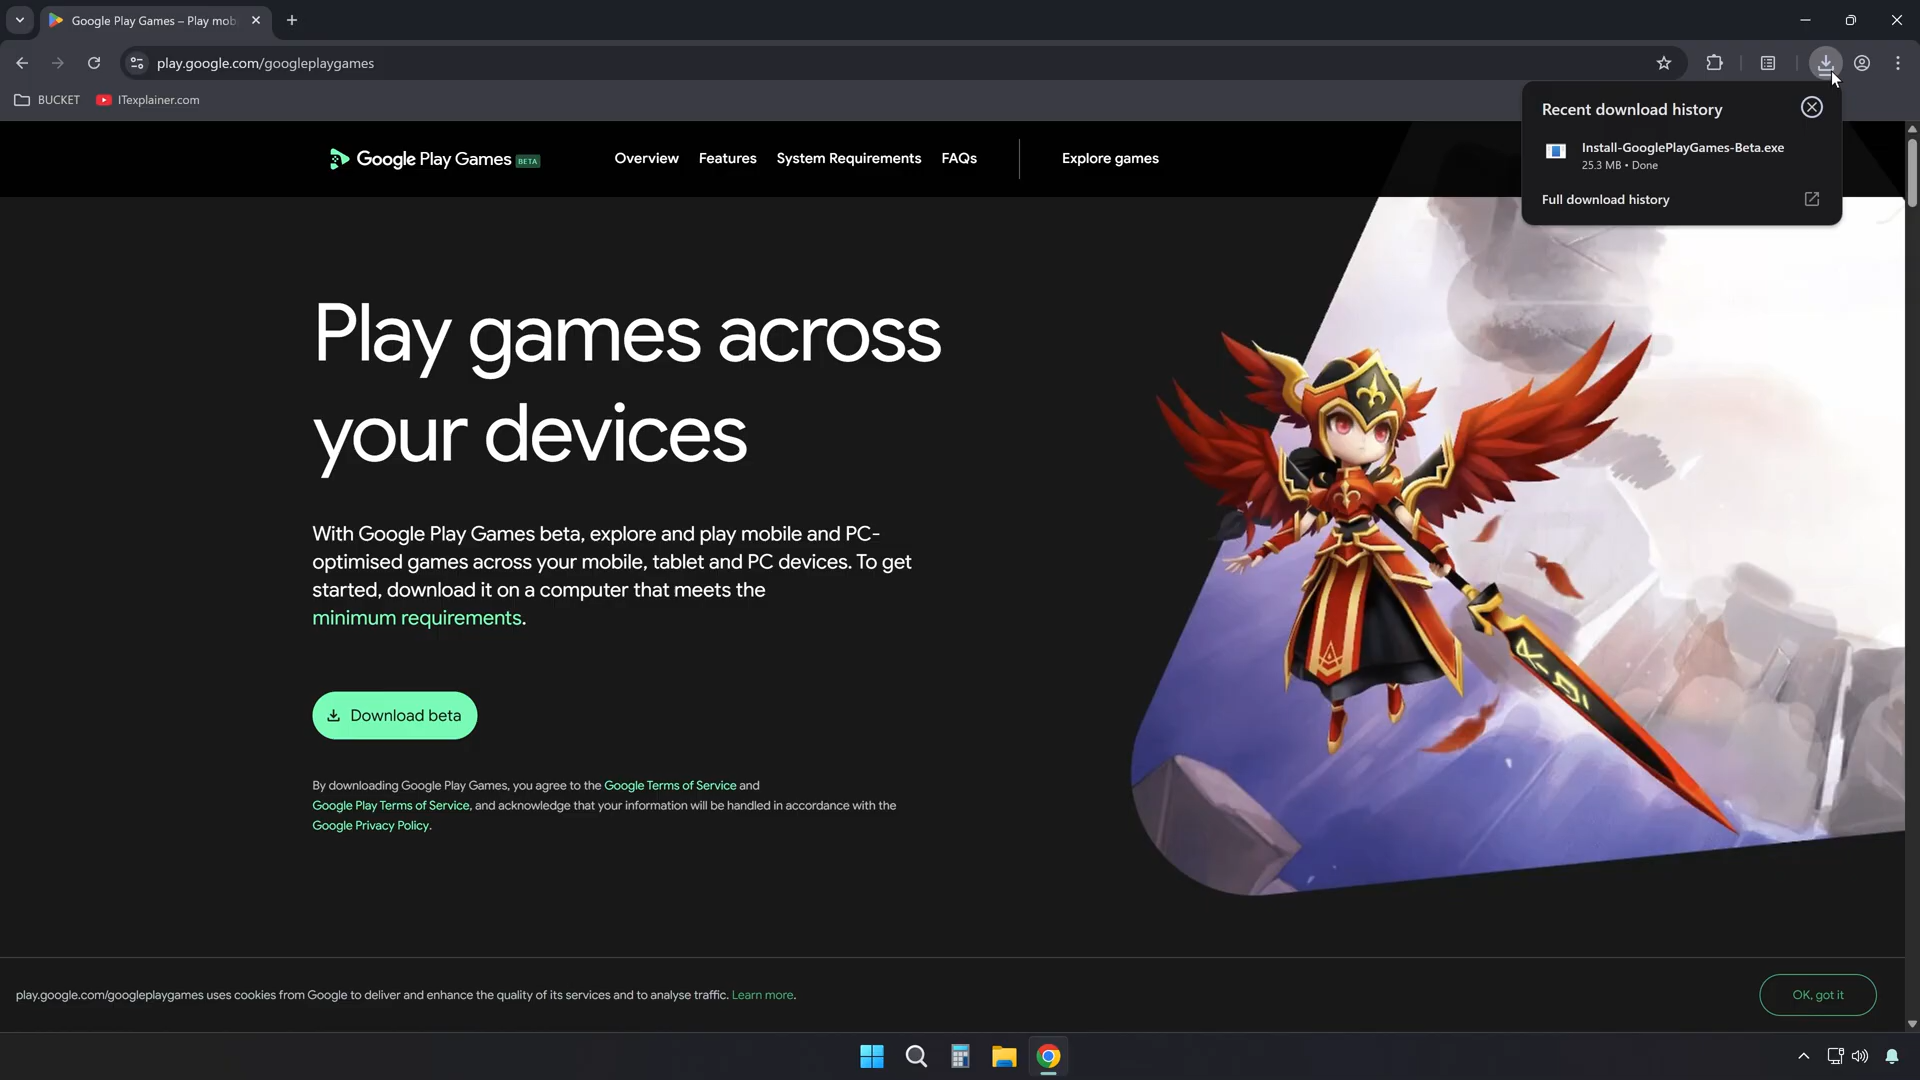 Google Play Games – Play mob
play.google.com/googleplaygames
BUCKET
ITexplainer.com
Recent download history
Install-GooglePlayGames-Beta.exe
25.3 MB • Done
Full download history
Google Play Games BETA
Overview
Features
System Requirements
FAQs
Explore games
Play games across
your devices
With Google Play Games beta, explore and play mobile and PC-
optimised games across your mobile, tablet and PC devices. To get
started, download it on a computer that meets the
minimum requirements.
Download beta
By downloading Google Play Games, you agree to the Google Terms of Service and
Google Play Terms of Service, and acknowledge that your information will be handled in accordance with the
Google Privacy Policy.
play.google.com/googleplaygames uses cookies from Google to deliver and enhance the quality of its services and to analyse traffic. Learn more.
OK, got it